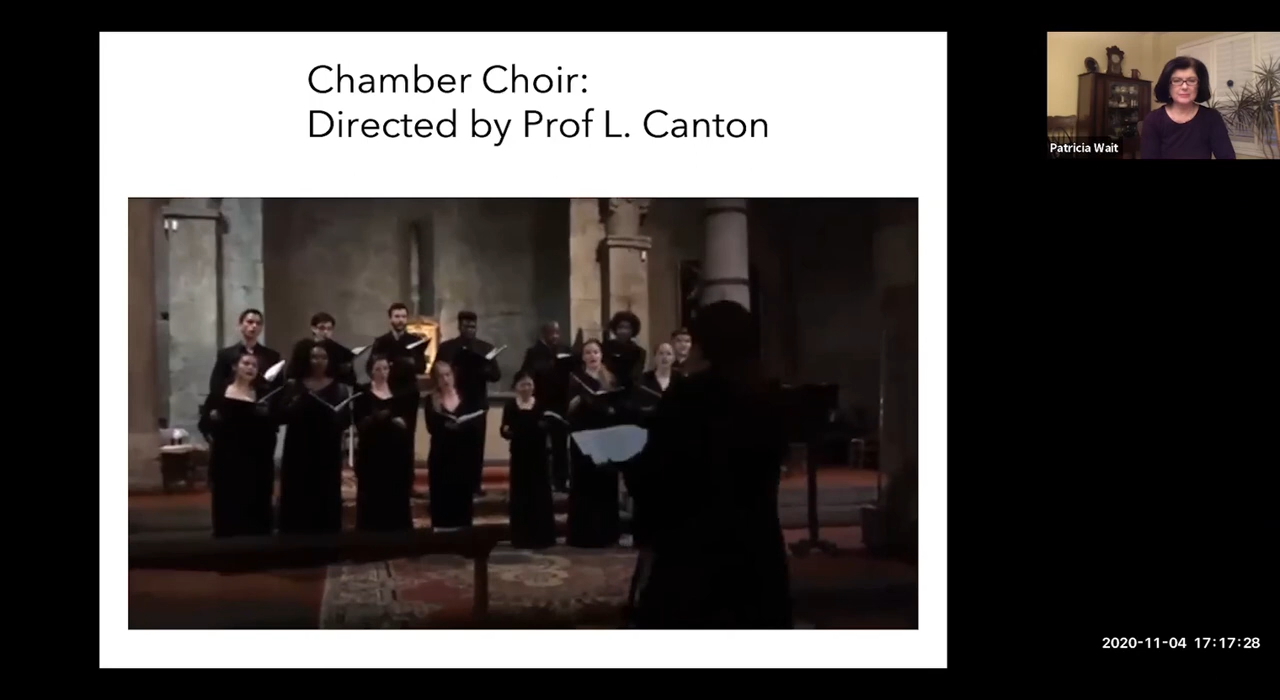 Chamber Choir:
Directed by Prof L. Canton
Patricia Wait
2020-11-04 17:17:28